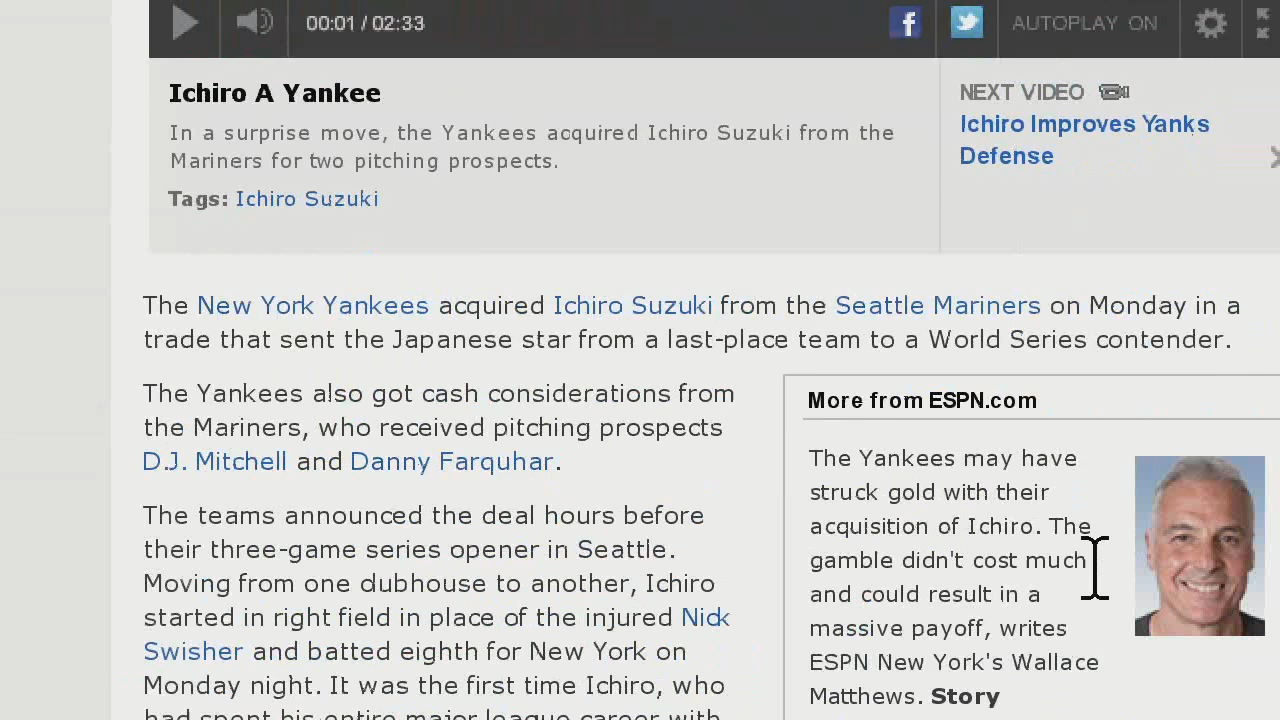 00:01 / 02:33
AUTOPLAY ON
Ichiro A Yankee
In a surprise move, the Yankees acquired Ichiro Suzuki from the
Mariners for two pitching prospects.
Tags: Ichiro Suzuki
NEXT VIDEO
Ichiro Improves Yanks
Defense
The New York Yankees acquired Ichiro Suzuki from the Seattle Mariners on Monday in a
trade that sent the Japanese star from a last-place team to a World Series contender.
The Yankees also got cash considerations from
the Mariners, who received pitching prospects
D.J. Mitchell and Danny Farquhar.
The teams announced the deal hours before
their three-game series opener in Seattle.
Moving from one clubhouse to another, Ichiro
started in right field in place of the injured Nick
Swisher and batted eighth for New York on
Monday night. It was the first time Ichiro, who
had spent his entire major league career with
More from ESPN.com
The Yankees may have
struck gold with their
acquisition of Ichiro. The
gamble didn't cost much
and could result in a
massive payoff, writes
ESPN New York's Wallace
Matthews. Story